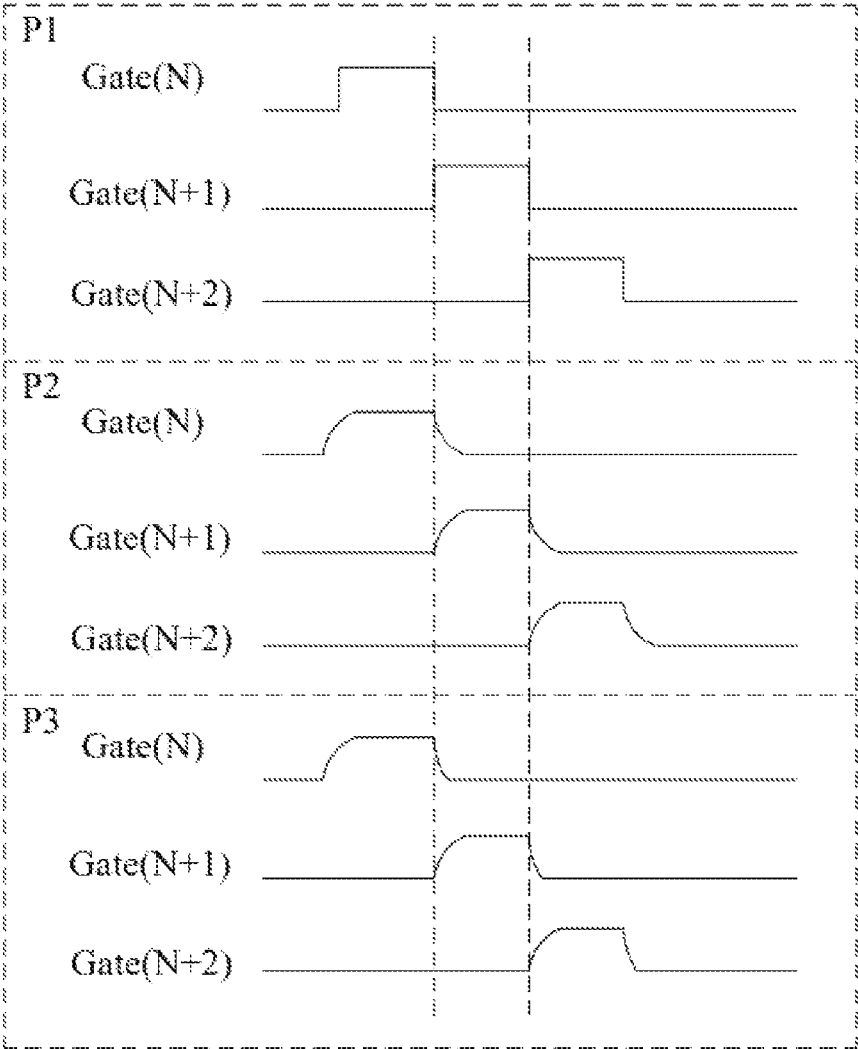 P1
Gate(N)
Gate(N+1)
Gate(N+2)
P2
Gate(N)
Gate(N+1)
Gate(N+2)
P3
Gate(N)
Gate(N+1)
Gate(N+2)